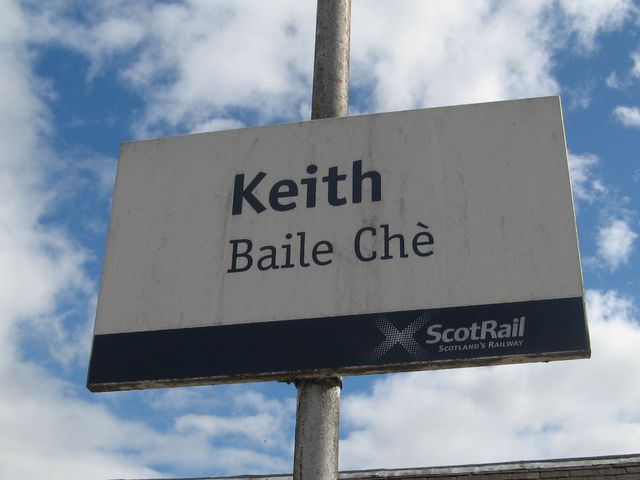 Keith
Baile Chè
ScotRail
SCOTLAND'S RAILWAY